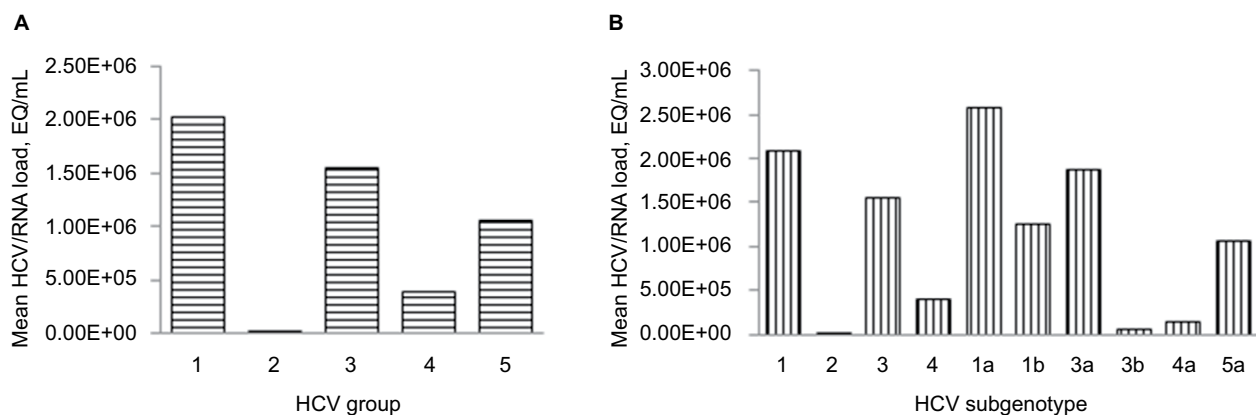 A
Mean HCV/RNA load, EQ/mL
2.50E+06
2.00E+06
1.50E+06
1.00E+06
5.00E+05
0.00E+00
1 2 3 4 5
HCV group
B
Mean HCV/RNA load, EQ/mL
3.00E+06
2.50E+06
2.00E+06
1.50E+06
1.00E+06
5.00E+05
0.00E+00
1 2 3 4 1a 1b 3a 3b 4a 5a
HCV subgenotype